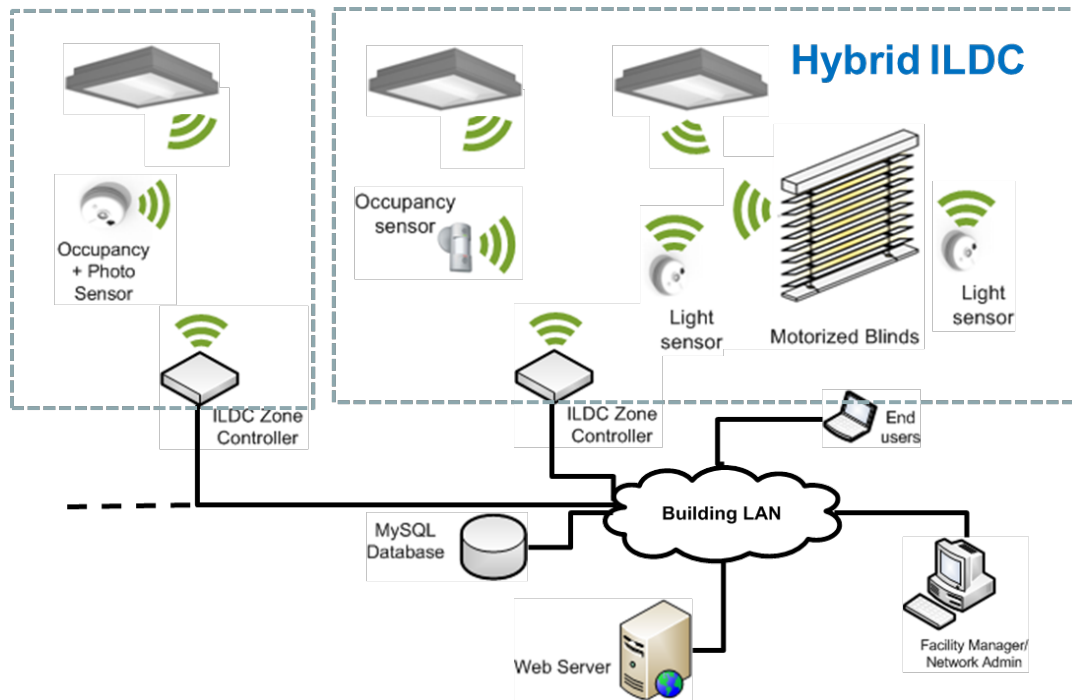 Hybrid ILDC
Occupancy
+ Photo
Sensor
Occupancy
sensor
Light
sensor
Motorized Blinds
Light
sensor
ILDC Zone
Controller
ILDC Zone
Controller
End
users
Building LAN
MySQL
Database
Web Server
Facility Manager/
Network Admin